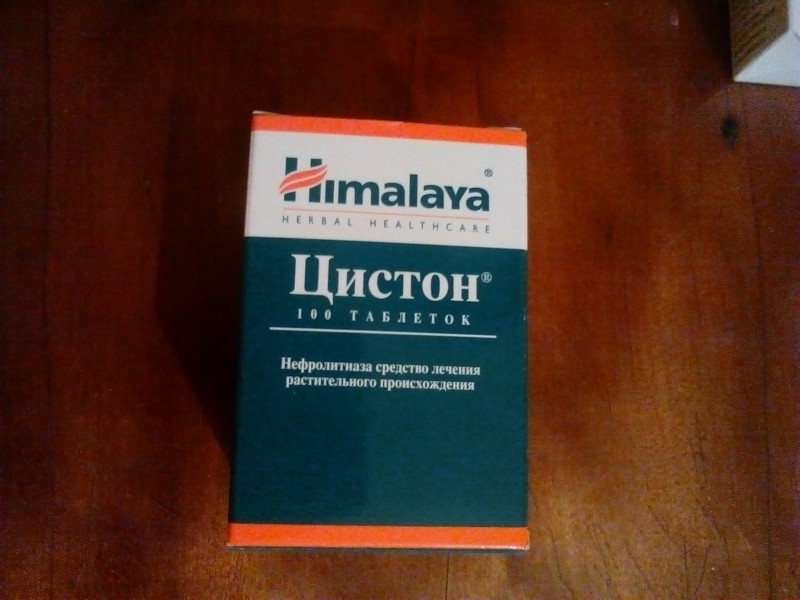 Himalaya®
HERBAL HEALTHCARE
Цистон®
100 ТАБЛЕТОК
Нефролитиаза средство лечения
растительного происхождения